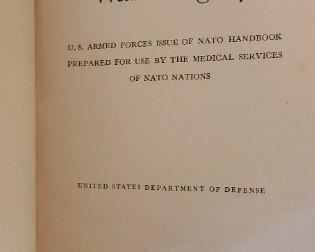 U. S. ARMED FORCES ISSUE OF NATO HANDBOOK
PREPARED FOR USE BY THE MEDICAL SERVICES
OF NATO NATIONS
UNITED STATES DEPARTMENT OF DEFENSE